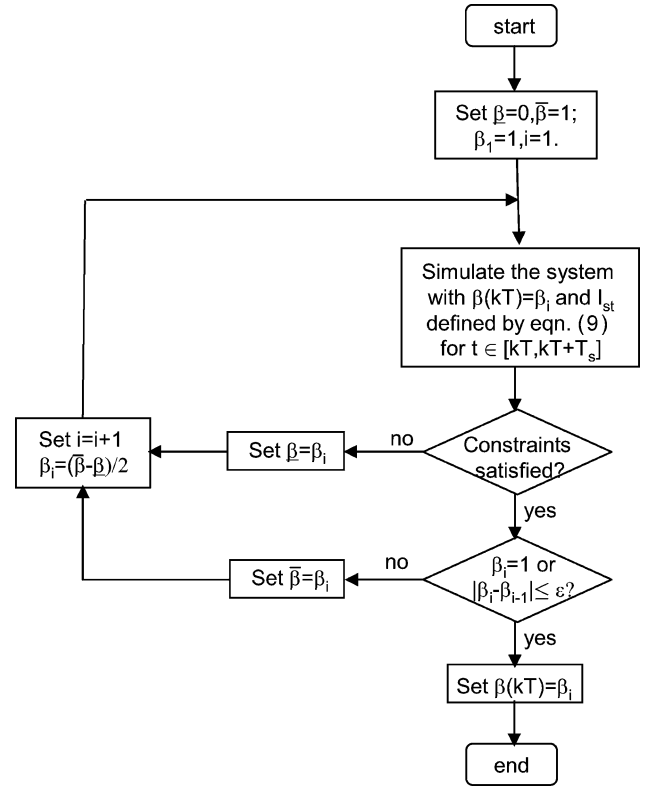 start
Set β̲=0,β̅=1;
β₁=1,i=1.
Simulate the system
with β(kT)=βᵢ and Iₛₜ
defined by eqn. (9)
for t ∈ [kT,kT+Tₛ]
Constraints
satisfied?
no
Set β̲=βᵢ
Set i=i+1
βᵢ=(β̅-β̲)/2
yes
βᵢ=1 or
|βᵢ-βᵢ₋₁|≤ ε?
no
Set β̅=βᵢ
yes
Set β(kT)=βᵢ
end